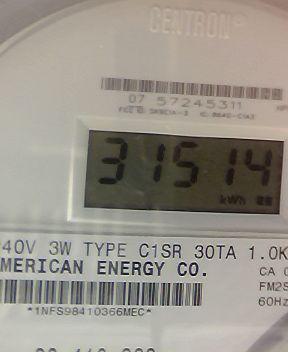 CENTRON®
07 57245311
31514
kWh
40V 3W TYPE C1SR 30TA 1.0K
MERICAN ENERGY CO.
CA 0
FM2S
60Hz
*1NFS98410366MEC*